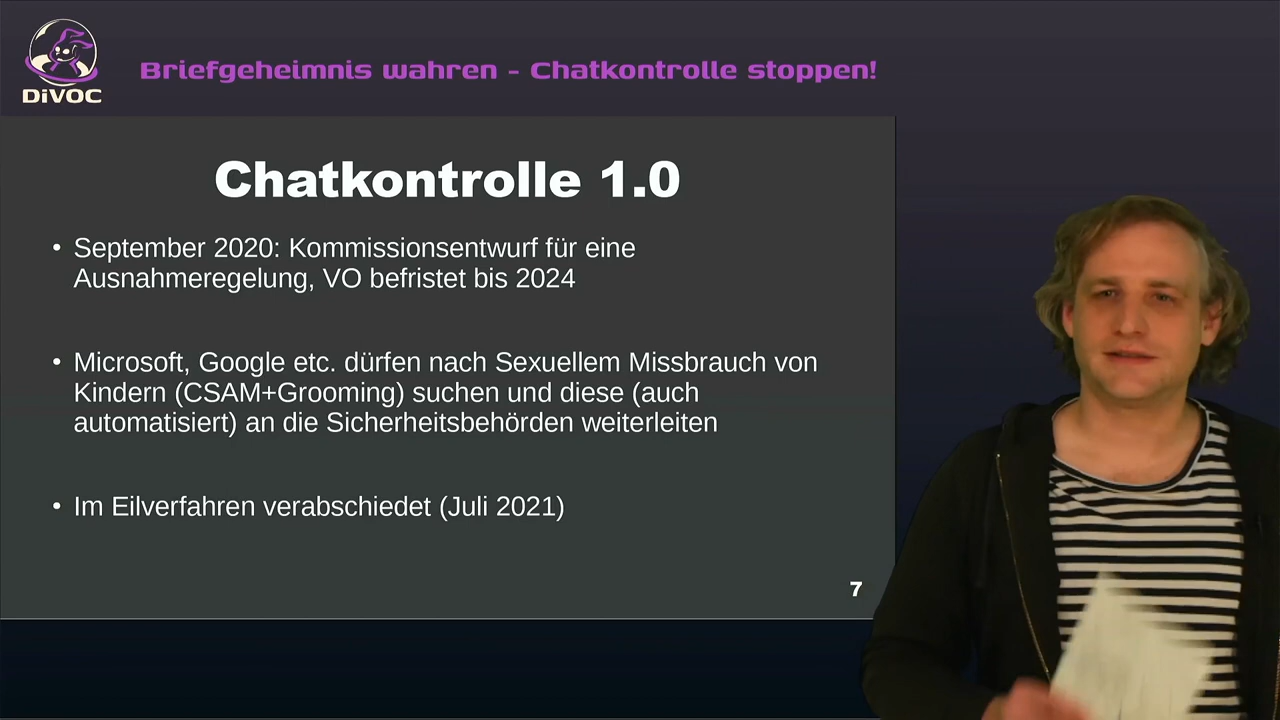 DiVOC
Briefgeheimnis wahren - Chatkontrolle stoppen!
Chatkontrolle 1.0
• September 2020: Kommissionsentwurf für eine
Ausnahmeregelung, VO befristet bis 2024
• Microsoft, Google etc. dürfen nach Sexuellem Missbrauch von
Kindern (CSAM+Grooming) suchen und diese (auch
automatisiert) an die Sicherheitsbehörden weiterleiten
• Im Eilverfahren verabschiedet (Juli 2021)
7